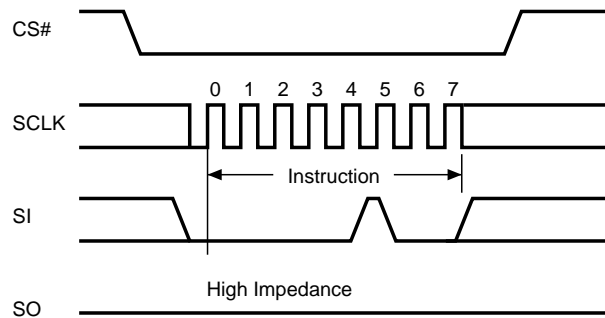 CS#
0 1 2 3 4 5 6 7
SCLK
Instruction
SI
High Impedance
SO